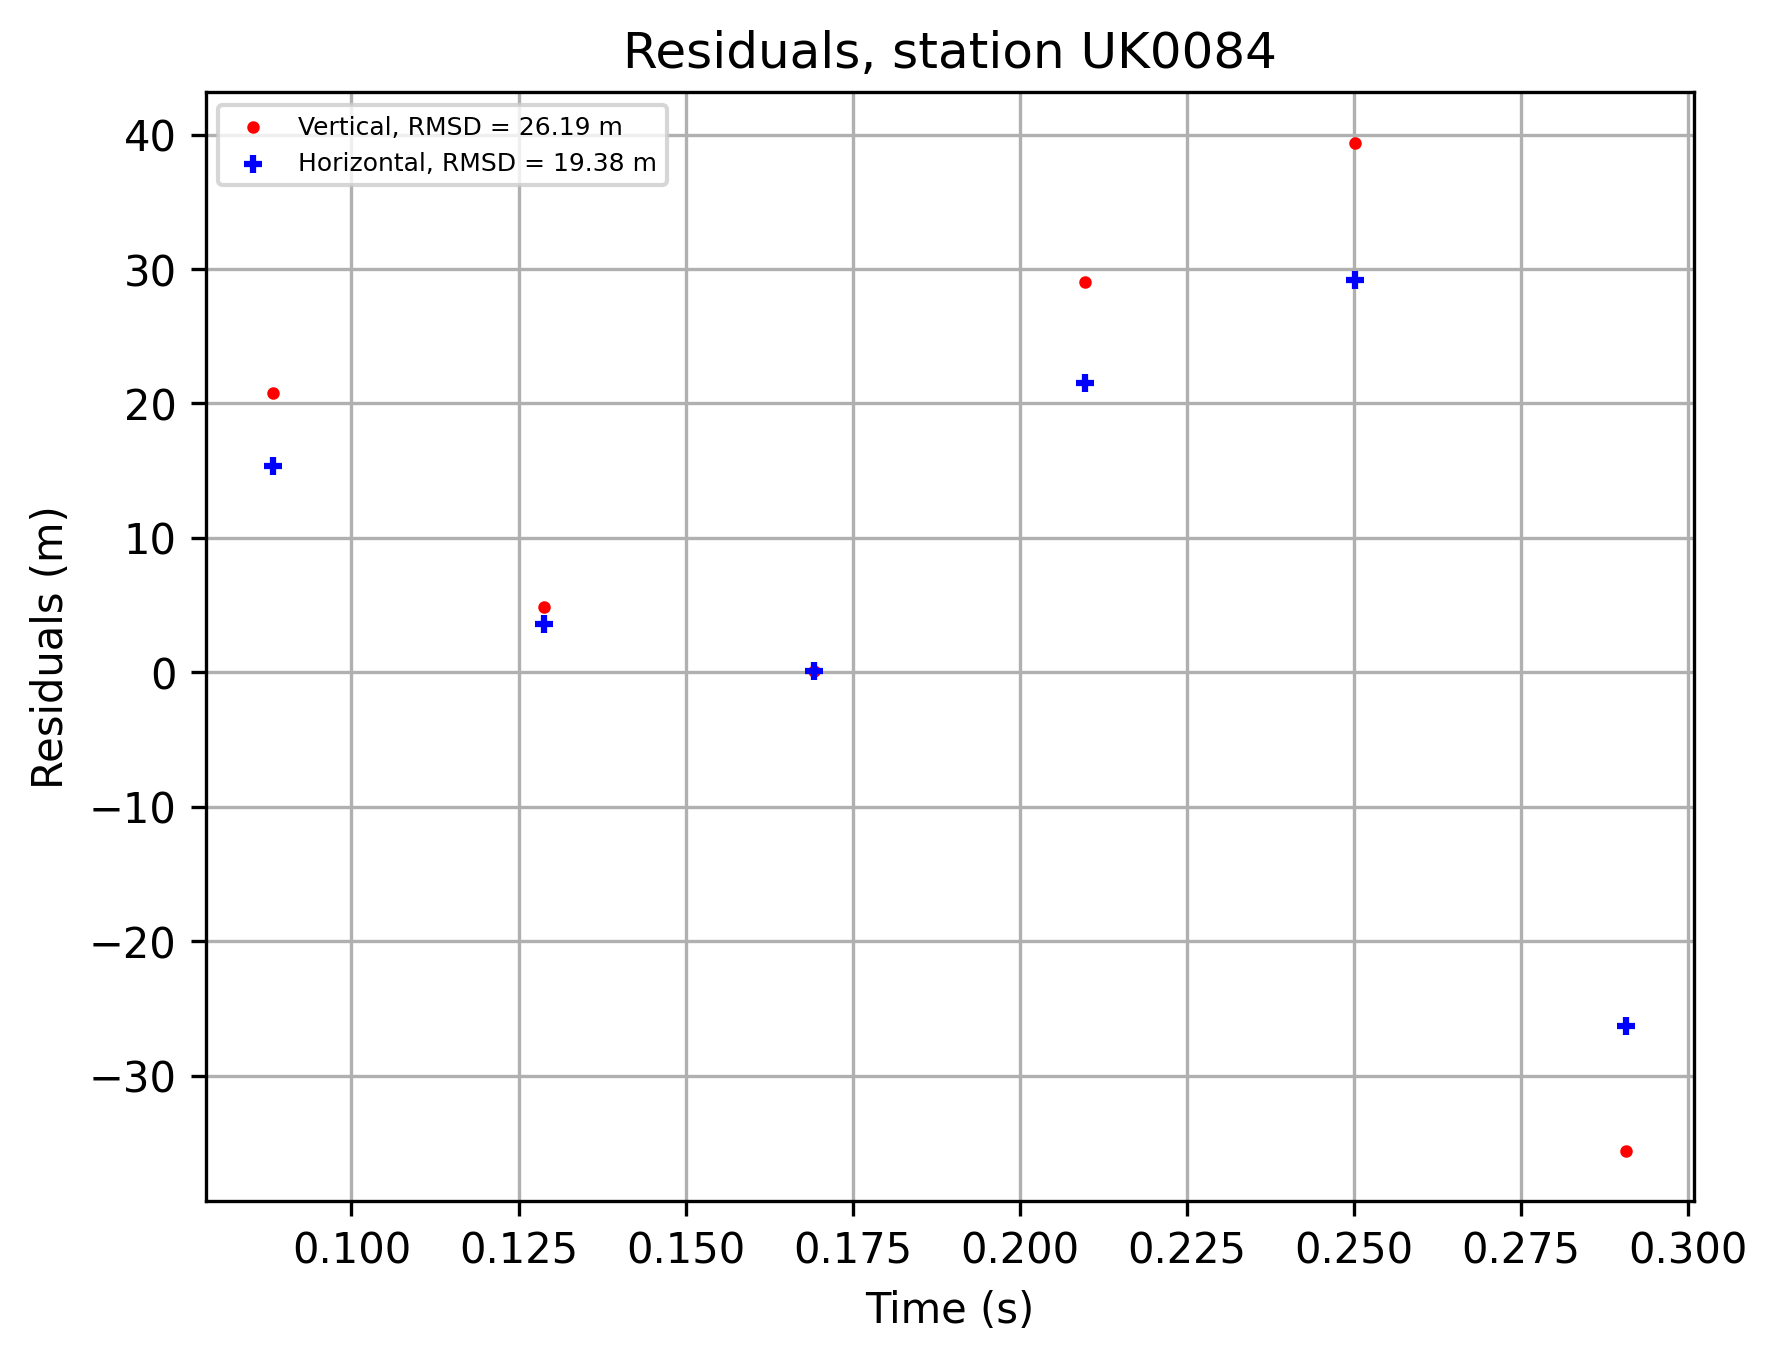 Residuals, station UK0084
Vertical, RMSD = 26.19 m
Horizontal, RMSD = 19.38 m
40
30
20
10
0
−10
−20
−30
Residuals (m)
0.100 0.125 0.150 0.175 0.200 0.225 0.250 0.275 0.300
Time (s)